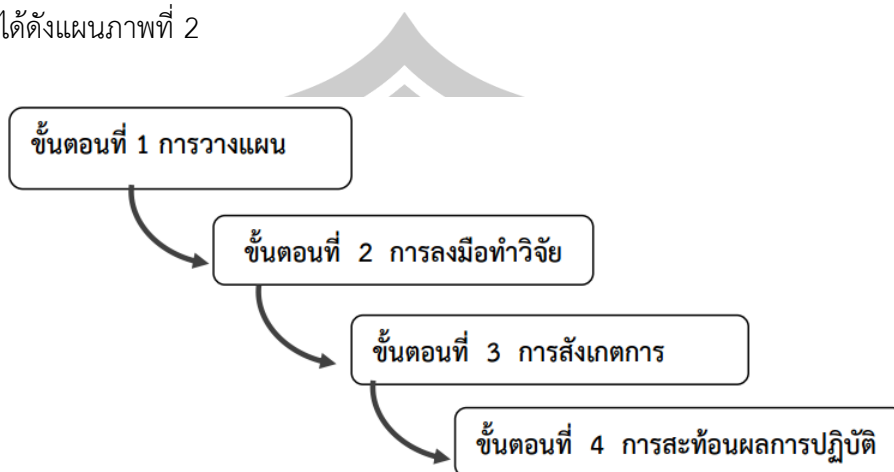 ได้ดังแผนภาพที่ 2
ขั้นตอนที่ 1 การวางแผน
ขั้นตอนที่ 2 การลงมือทำวิจัย
ขั้นตอนที่ 3 การสังเกตการ
ขั้นตอนที่ 4 การสะท้อนผลการปฏิบัติ